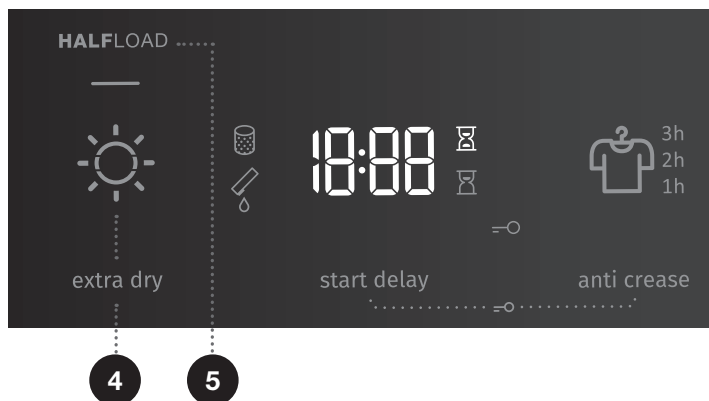 HALFLOAD
18:88
3h
2h
1h
extra dry
start delay
anti crease
4
5